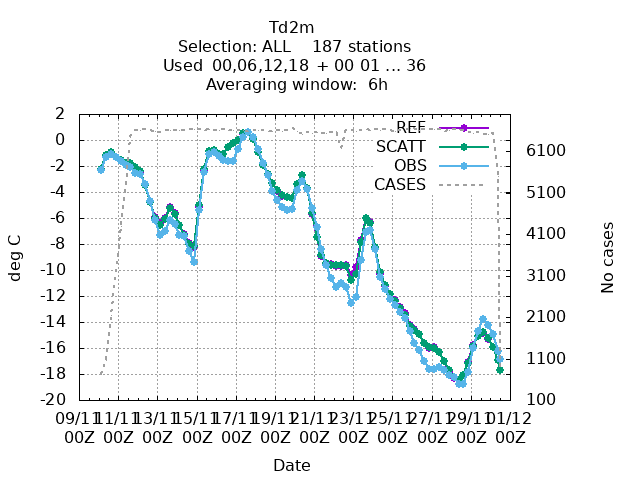 Td2m
Selection: ALL    187 stations
Used  00,06,12,18  + 00 01 ... 36
Averaging window:  6h
REF
SCATT
OBS
CASES
2
0
-2
-4
-6
-8
-10
-12
-14
-16
-18
-20
deg C
6100
5100
4100
3100
2100
1100
100
No cases
09/11 11/11 13/11 15/11 17/11 19/11 21/11 23/11 25/11 27/11 29/11 01/12
00Z 00Z 00Z 00Z 00Z 00Z 00Z 00Z 00Z 00Z 00Z 00Z
Date